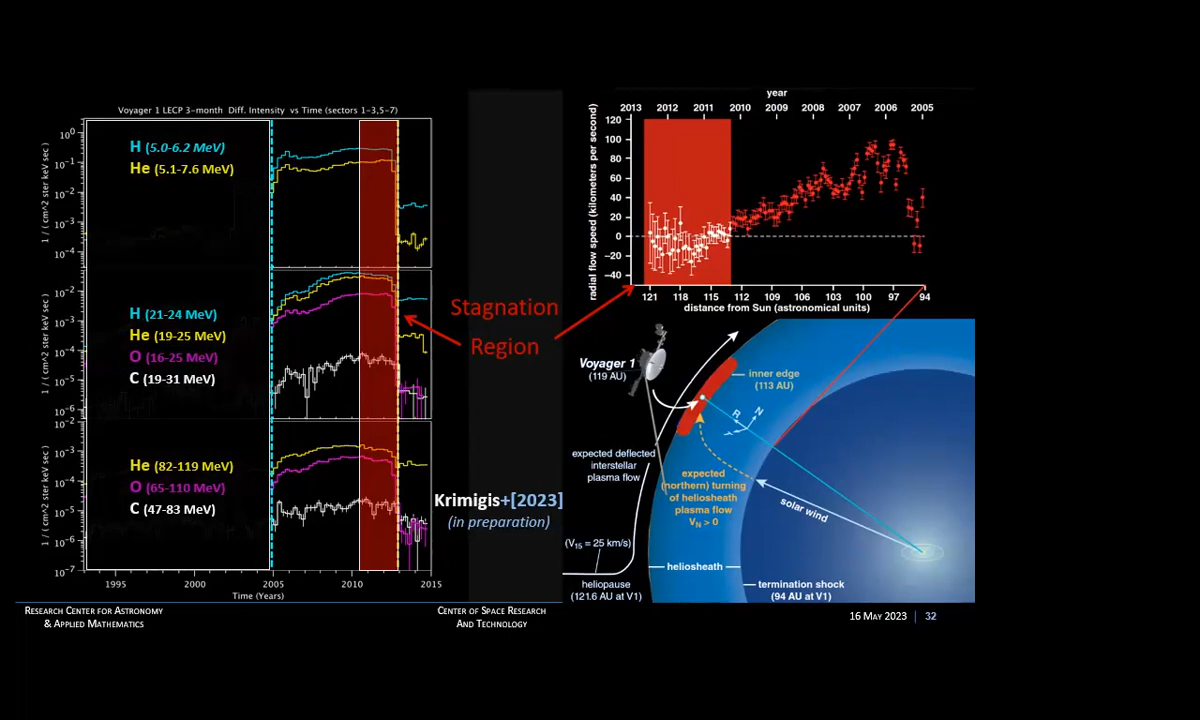 Voyager 1 LECP 3-month Diff. Intensity vs Time (sectors 1-3,5-7)
1 / ( cm^2 ster keV sec )
10^0
10^-1
10^-2
10^-3
10^-4
H (5.0-6.2 MeV)
He (5.1-7.6 MeV)
1 / ( cm^2 ster keV sec )
10^-2
10^-3
10^-4
10^-5
10^-6
H (21-24 MeV)
He (19-25 MeV)
O (16-25 MeV)
C (19-31 MeV)
1 / ( cm^2 ster keV sec )
10^-2
10^-3
10^-4
10^-5
10^-6
10^-7
He (82-119 MeV)
O (65-110 MeV)
C (47-83 MeV)
1995 2000 2005 2010 2015
Time (Years)
Stagnation
Region
Krimigis+[2023]
(in preparation)
year
2013 2012 2011 2010 2009 2008 2007 2006 2005
radial flow speed (kilometers per second)
120
100
80
60
40
20
0
−20
−40
121 118 115 112 109 106 103 100 97 94
distance from Sun (astronomical units)
Voyager 1
(119 AU)
inner edge
(113 AU)
R
N
T
expected deflected
interstellar
plasma flow
expected
(northern) turning
of heliosheath
plasma flow
V_N > 0
solar wind
(V_15 = 25 km/s)
heliosheath
heliopause
(121.6 AU at V1)
termination shock
(94 AU at V1)
Research Center for Astronomy
& Applied Mathematics
Center of Space Research
And Technology
16 May 2023 | 32